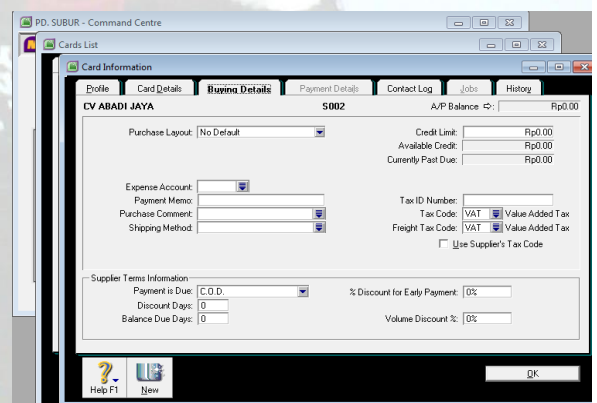 PD. SUBUR - Command Centre
Cards List
Card Information
Profile Card Details Buying Details Payment Details Contact Log Jobs History
CV ABADI JAYA S002 A/P Balance ⇨: Rp0.00
Purchase Layout: No Default Credit Limit: Rp0.00
Available Credit: Rp0.00
Currently Past Due: Rp0.00
Expense Account:
Payment Memo: Tax ID Number:
Purchase Comment: Tax Code: VAT Value Added Tax
Shipping Method: Freight Tax Code: VAT Value Added Tax
Use Supplier's Tax Code
Supplier Terms Information
Payment is Due: C.O.D. % Discount for Early Payment: 0%
Discount Days: 0
Balance Due Days: 0 Volume Discount %: 0%
Help F1 New OK